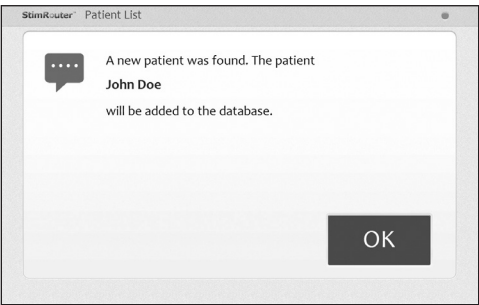 StimRouter™ Patient List
A new patient was found. The patient
John Doe
will be added to the database.
OK